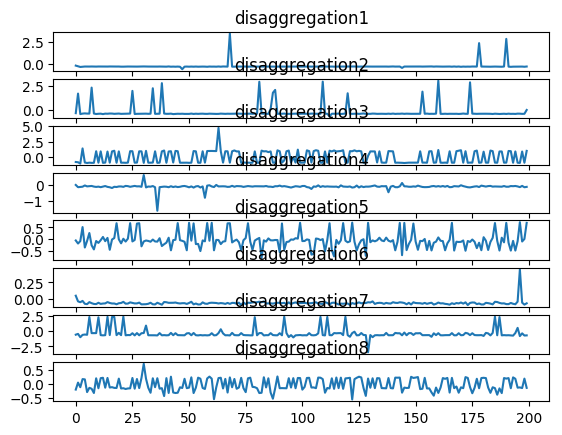 disaggregation1
2.5
0.0
disaggregation2
2.5
0.0
disaggregation3
5.0
2.5
0.0
disaggregation4
0
−1
disaggregation5
0.5
0.0
−0.5
disaggregation6
0.25
0.00
disaggregation7
2.5
0.0
−2.5
disaggregation8
0.5
0.0
−0.5
0 25 50 75 100 125 150 175 200